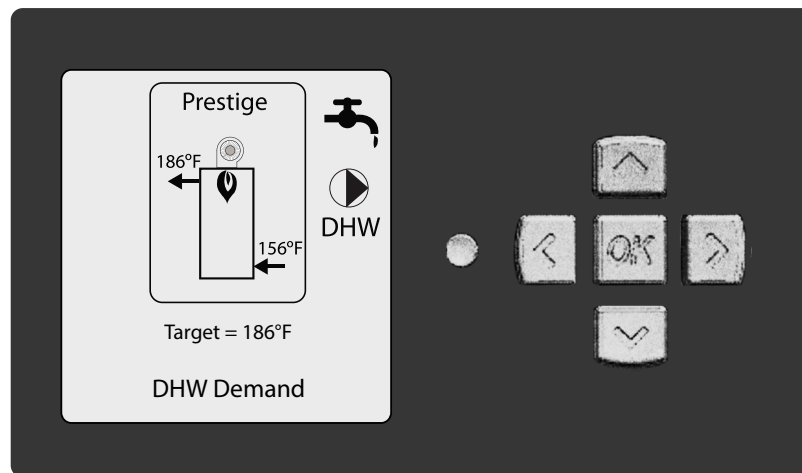 Prestige
186°F
156°F
DHW
Target = 186°F
DHW Demand
OK